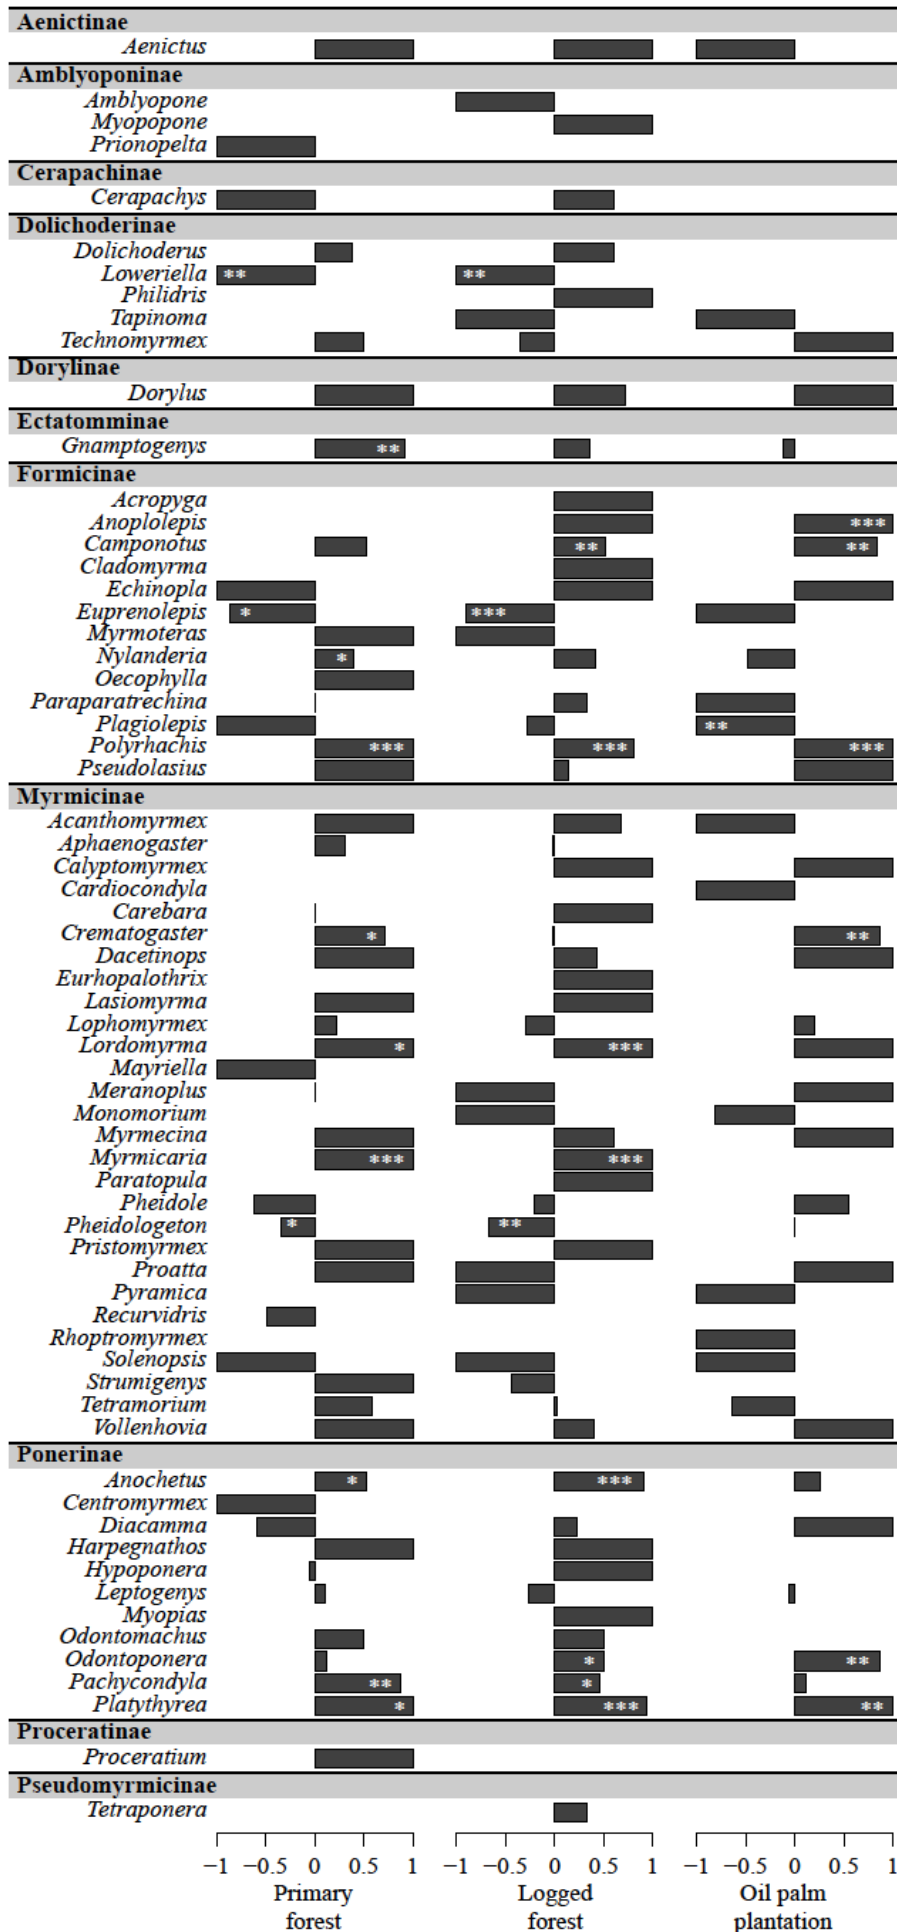 Aenictinae
Aenictus
Amblyoponinae
Amblyopone
Myopopone
Prionopelta
Cerapachinae
Cerapachys
Dolichoderinae
Dolichoderus
Loweriella ** **
Philidris
Tapinoma
Technomyrmex
Dorylinae
Dorylus
Ectatomminae
Gnamptogenys **
Formicinae
Acropyga
Anoplolepis ***
Camponotus ** **
Cladomyrma
Echinopla
Euprenolepis * ***
Myrmoteras
Nylanderia *
Oecophylla
Paraparatrechina
Plagiolepis **
Polyrhachis *** *** ***
Pseudolasius
Myrmicinae
Acanthomyrmex
Aphaenogaster
Calyptomyrmex
Cardiocondyla
Carebara
Crematogaster * **
Dacetinops
Eurhopalothrix
Lasiomyrma
Lophomyrmex
Lordomyrma * ***
Mayriella
Meranoplus
Monomorium
Myrmecina
Myrmicaria *** ***
Paratopula
Pheidole
Pheidologeton * **
Pristomyrmex
Proatta
Pyramica
Recurvidris
Rhoptromyrmex
Solenopsis
Strumigenys
Tetramorium
Vollenhovia
Ponerinae
Anochetus * ***
Centromyrmex
Diacamma
Harpegnathos
Hypoponera
Leptogenys
Myopias
Odontomachus
Odontoponera * **
Pachycondyla ** *
Platythyrea * *** **
Proceratinae
Proceratium
Pseudomyrmicinae
Tetraponera
−1 −0.5 0 0.5 1 −1 −0.5 0 0.5 1 −1 −0.5 0 0.5 1
Primary Logged Oil palm
forest forest plantation